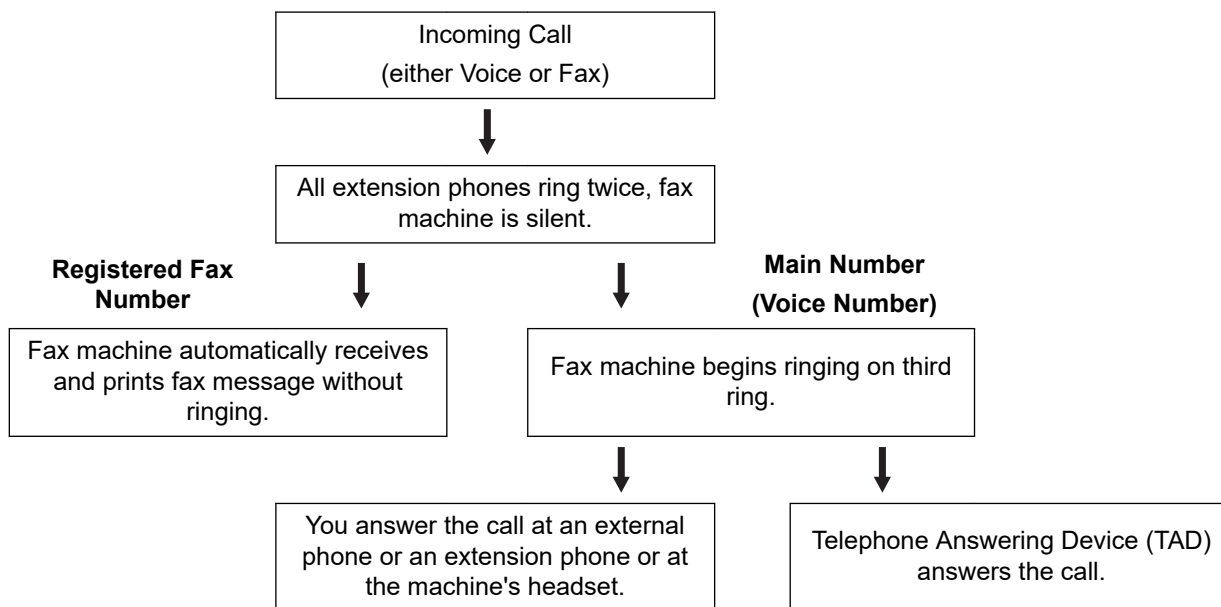 Incoming Call
(either Voice or Fax)
All extension phones ring twice, fax
machine is silent.
Registered Fax
Number
Main Number
(Voice Number)
Fax machine automatically receives
and prints fax message without
ringing.
Fax machine begins ringing on third
ring.
You answer the call at an external
phone or an extension phone or at
the machine's headset.
Telephone Answering Device (TAD)
answers the call.